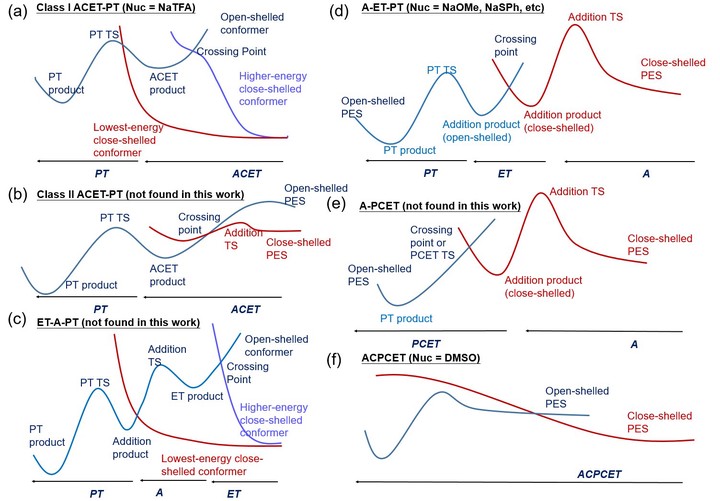 (a)
Class I ACET-PT (Nuc = NaTFA)
Open-shelled
conformer
PT TS
Crossing Point
PT
product
ACET
product
Higher-energy
close-shelled
conformer
Lowest-energy
close-shelled
conformer
PT
ACET
(b)
Class II ACET-PT (not found in this work)
Open-shelled
PES
PT TS
Crossing
point
Addition
TS
Close-shelled
PES
ACET
product
PT product
PT
ACET
(c)
ET-A-PT (not found in this work)
Open-shelled
conformer
Addition
TS
Crossing
Point
PT TS
ET product
Higher-energy
close-shelled
conformer
PT
product
Addition
product
Lowest-energy close-
shelled conformer
PT
A
ET
(d)
A-ET-PT (Nuc = NaOMe, NaSPh, etc)
Addition TS
Crossing
point
PT TS
Close-shelled
PES
Open-shelled
PES
Addition product
(open-shelled)
Addition product
(close-shelled)
PT product
PT
ET
A
(e)
A-PCET (not found in this work)
Addition TS
Crossing
point or
PCET TS
Close-shelled
PES
Open-shelled
PES
Addition product
(close-shelled)
PT product
PCET
A
(f)
ACPCET (Nuc = DMSO)
Open-shelled
PES
Close-shelled
PES
ACPCET